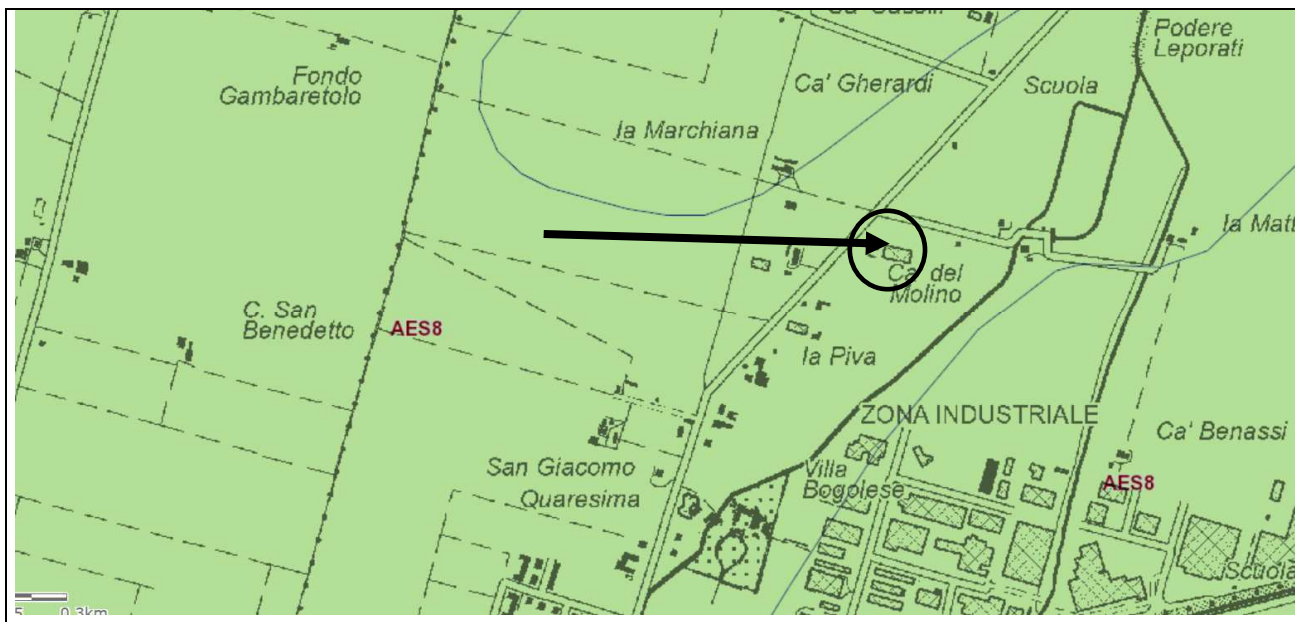 Podere
Leporati
Fondo
Gambaretolo
Ca' Gherardi
Scuola
la Marchiana
la Matt
Ca' del
Molino
C. San
Benedetto
AES8
la Piva
ZONA INDUSTRIALE
Ca' Benassi
San Giacomo
Quaresima
Villa
Bogolese
AES8
Scuola
0.3km